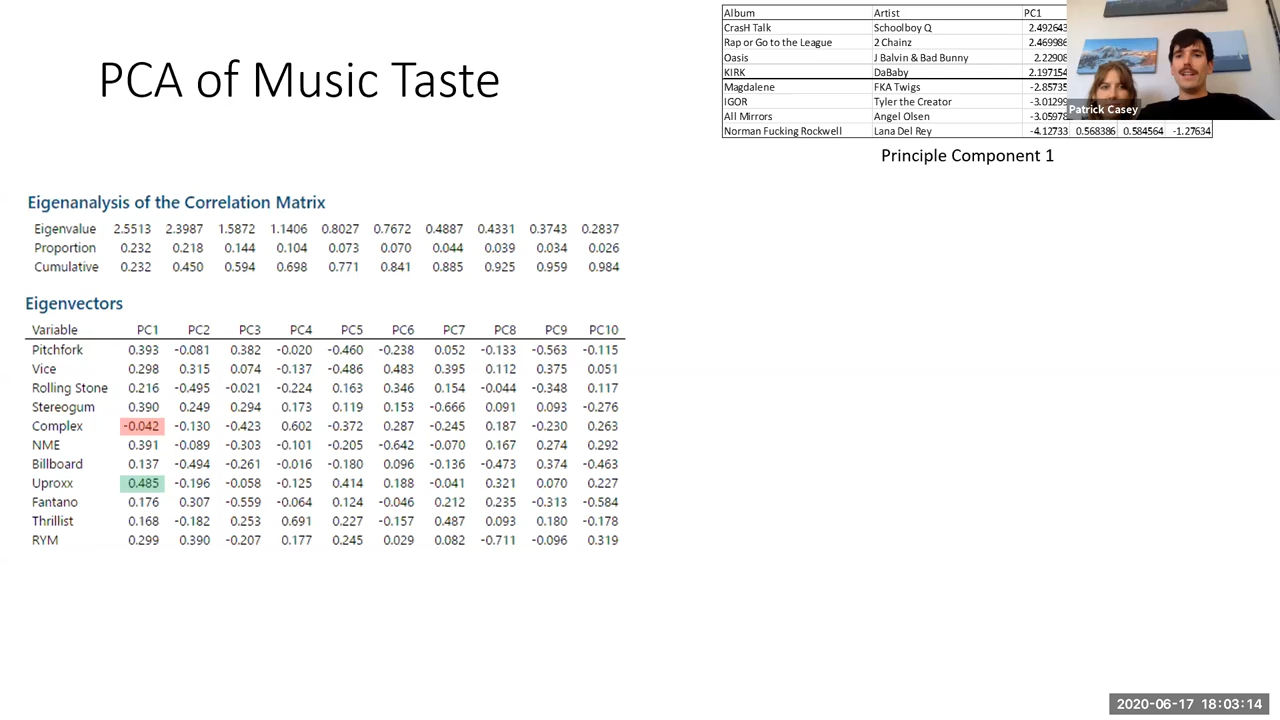 PCA of Music Taste
Album Artist PC1
CrasH Talk Schoolboy Q 2.492643
Rap or Go to the League 2 Chainz 2.469986
Oasis J Balvin & Bad Bunny 2.22908
KIRK DaBaby 2.197154
Magdalene FKA Twigs -2.85735
IGOR Tyler the Creator -3.01299
All Mirrors Angel Olsen -3.05978
Norman Fucking Rockwell Lana Del Rey -4.12733 0.568386 0.584564 -1.27634
Patrick Casey
Principle Component 1
Eigenanalysis of the Correlation Matrix
Eigenvalue 2.5513 2.3987 1.5872 1.1406 0.8027 0.7672 0.4887 0.4331 0.3743 0.2837
Proportion 0.232 0.218 0.144 0.104 0.073 0.070 0.044 0.039 0.034 0.026
Cumulative 0.232 0.450 0.594 0.698 0.771 0.841 0.885 0.925 0.959 0.984
Eigenvectors
Variable PC1 PC2 PC3 PC4 PC5 PC6 PC7 PC8 PC9 PC10
Pitchfork 0.393 -0.081 0.382 -0.020 -0.460 -0.238 0.052 -0.133 -0.563 -0.115
Vice 0.298 0.315 0.074 -0.137 -0.486 0.483 0.395 0.112 0.375 0.051
Rolling Stone 0.216 -0.495 -0.021 -0.224 0.163 0.346 0.154 -0.044 -0.348 0.117
Stereogum 0.390 0.249 0.294 0.173 0.119 0.153 -0.666 0.091 0.093 -0.276
Complex -0.042 -0.130 -0.423 0.602 -0.372 0.287 -0.245 0.187 -0.230 0.263
NME 0.391 -0.089 -0.303 -0.101 -0.205 -0.642 -0.070 0.167 0.274 0.292
Billboard 0.137 -0.494 -0.261 -0.016 -0.180 0.096 -0.136 -0.473 0.374 -0.463
Uproxx 0.485 -0.196 -0.058 -0.125 0.414 0.188 -0.041 0.321 0.070 0.227
Fantano 0.176 0.307 -0.559 -0.064 0.124 -0.046 0.212 0.235 -0.313 -0.584
Thrillist 0.168 -0.182 0.253 0.691 0.227 -0.157 0.487 0.093 0.180 -0.178
RYM 0.299 0.390 -0.207 0.177 0.245 0.029 0.082 -0.711 -0.096 0.319
2020-06-17 18:03:14